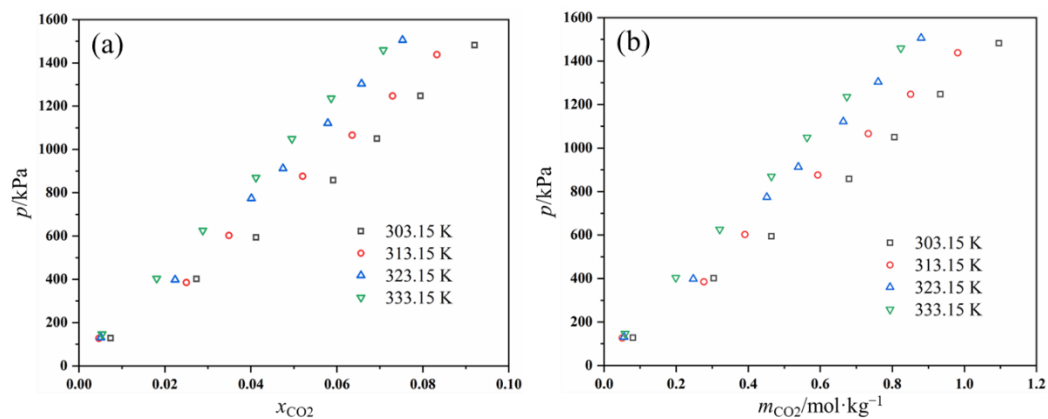 (a)
p/kPa
1600
1400
1200
1000
800
600
400
200
0
0.00 0.02 0.04 0.06 0.08 0.10
x_CO2
303.15 K
313.15 K
323.15 K
333.15 K
(b)
p/kPa
1600
1400
1200
1000
800
600
400
200
0
0.0 0.2 0.4 0.6 0.8 1.0 1.2
m_CO2/mol·kg⁻¹
303.15 K
313.15 K
323.15 K
333.15 K